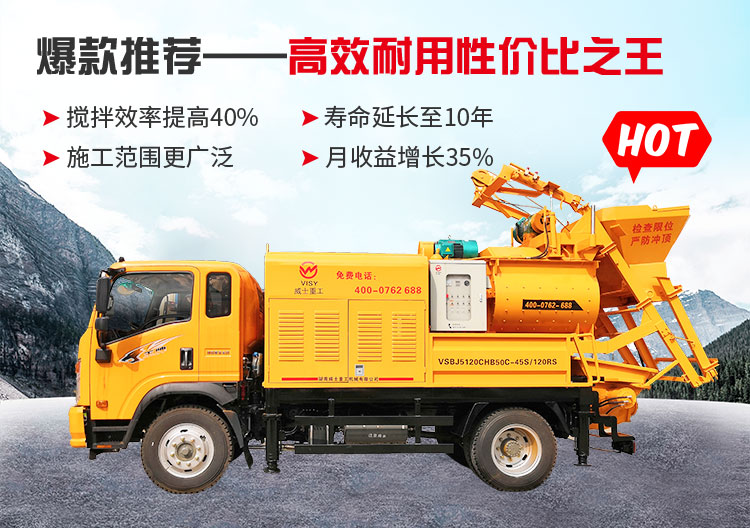 爆款推荐——高效耐用性价比之王
➤ 搅拌效率提高40%
➤ 寿命延长至10年
➤ 施工范围更广泛
➤ 月收益增长35%
HOT
检查限位
严防冲顶
VISY
威士重工
免费电话:
400-0762 688
400-0762-688
VSBJ5120CHB50C-45S/120RS